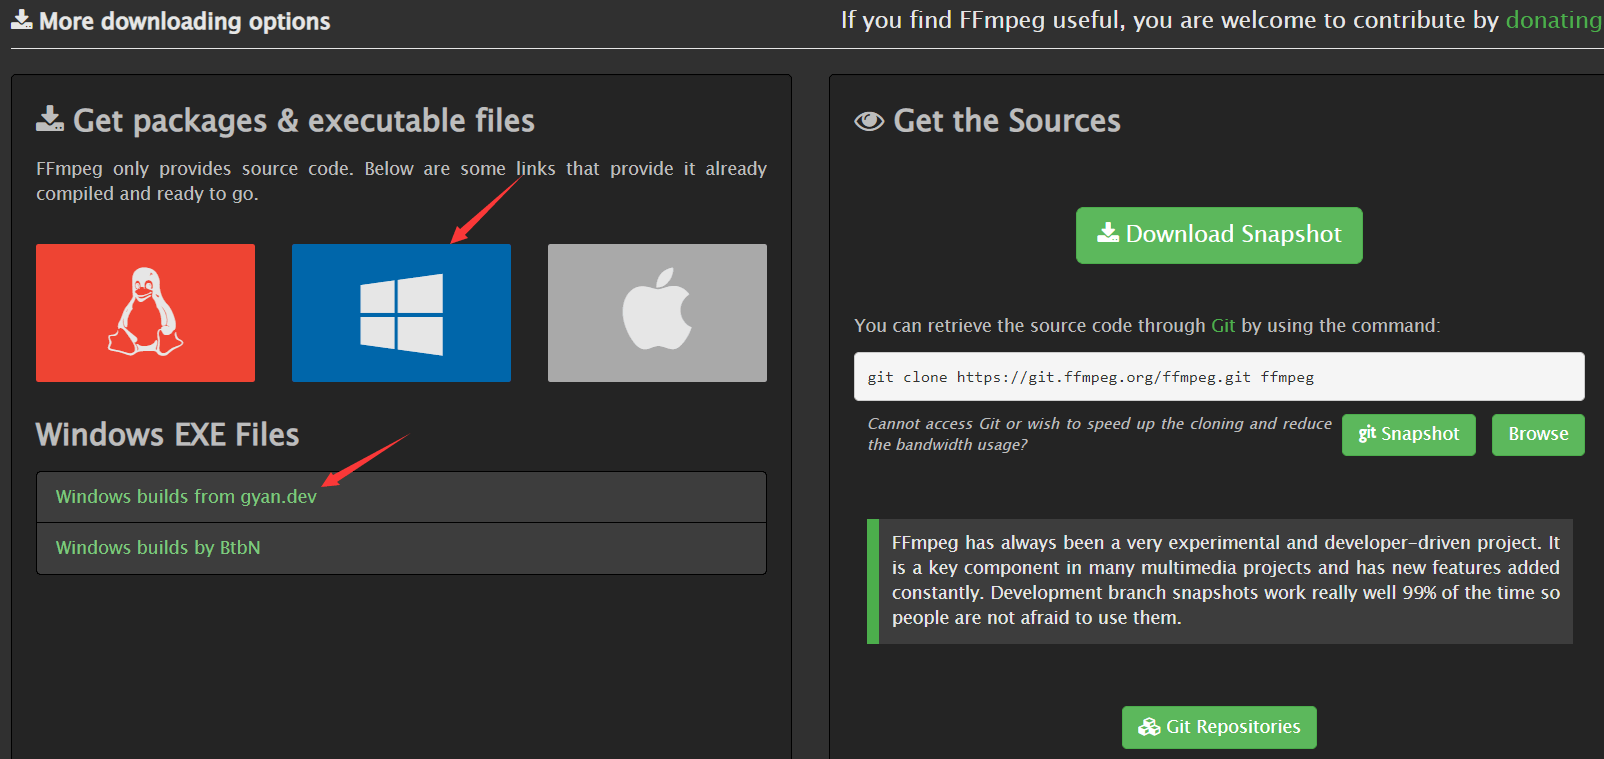 More downloading options
If you find FFmpeg useful, you are welcome to contribute by donating
Get packages & executable files
FFmpeg only provides source code. Below are some links that provide it already
compiled and ready to go.
Windows EXE Files
Windows builds from gyan.dev
Windows builds by BtbN
Get the Sources
Download Snapshot
You can retrieve the source code through Git by using the command:
git clone https://git.ffmpeg.org/ffmpeg.git ffmpeg
Cannot access Git or wish to speed up the cloning and reduce
the bandwidth usage?
git Snapshot
Browse
FFmpeg has always been a very experimental and developer-driven project. It
is a key component in many multimedia projects and has new features added
constantly. Development branch snapshots work really well 99% of the time so
people are not afraid to use them.
Git Repositories